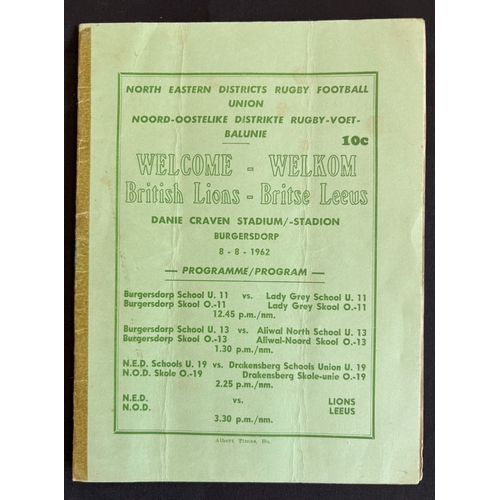 NORTH EASTERN DISTRICTS RUGBY FOOTBALL
UNION
NOORD-OOSTELIKE DISTRIKTE RUGBY-VOET-
BALUNIE
10c
WELCOME - WELKOM
British Lions - Britse Leeus
DANIE CRAVEN STADIUM/-STADION
BURGERSDORP
8 - 8 - 1962
— PROGRAMME/PROGRAM —
Burgersdorp School U. 11 vs. Lady Grey School U. 11
Burgersdorp Skool O.-11 Lady Grey Skool O.-11
12.45 p.m./nm.
Burgersdorp School U. 13 vs. Aliwal North School U. 13
Burgersdorp Skool O.-13 Aliwal-Noord Skool O.-13
1.30 p.m./nm.
N.E.D. Schools U. 19 vs. Drakensberg Schools Union U. 19
N.O.D. Skole O.-19 Drakensberg Skole-unie O.-19
2.25 p.m./nm.
N.E.D. vs. LIONS
N.O.D. LEEUS
3.30 p.m./nm.
Albert Times, Bk.